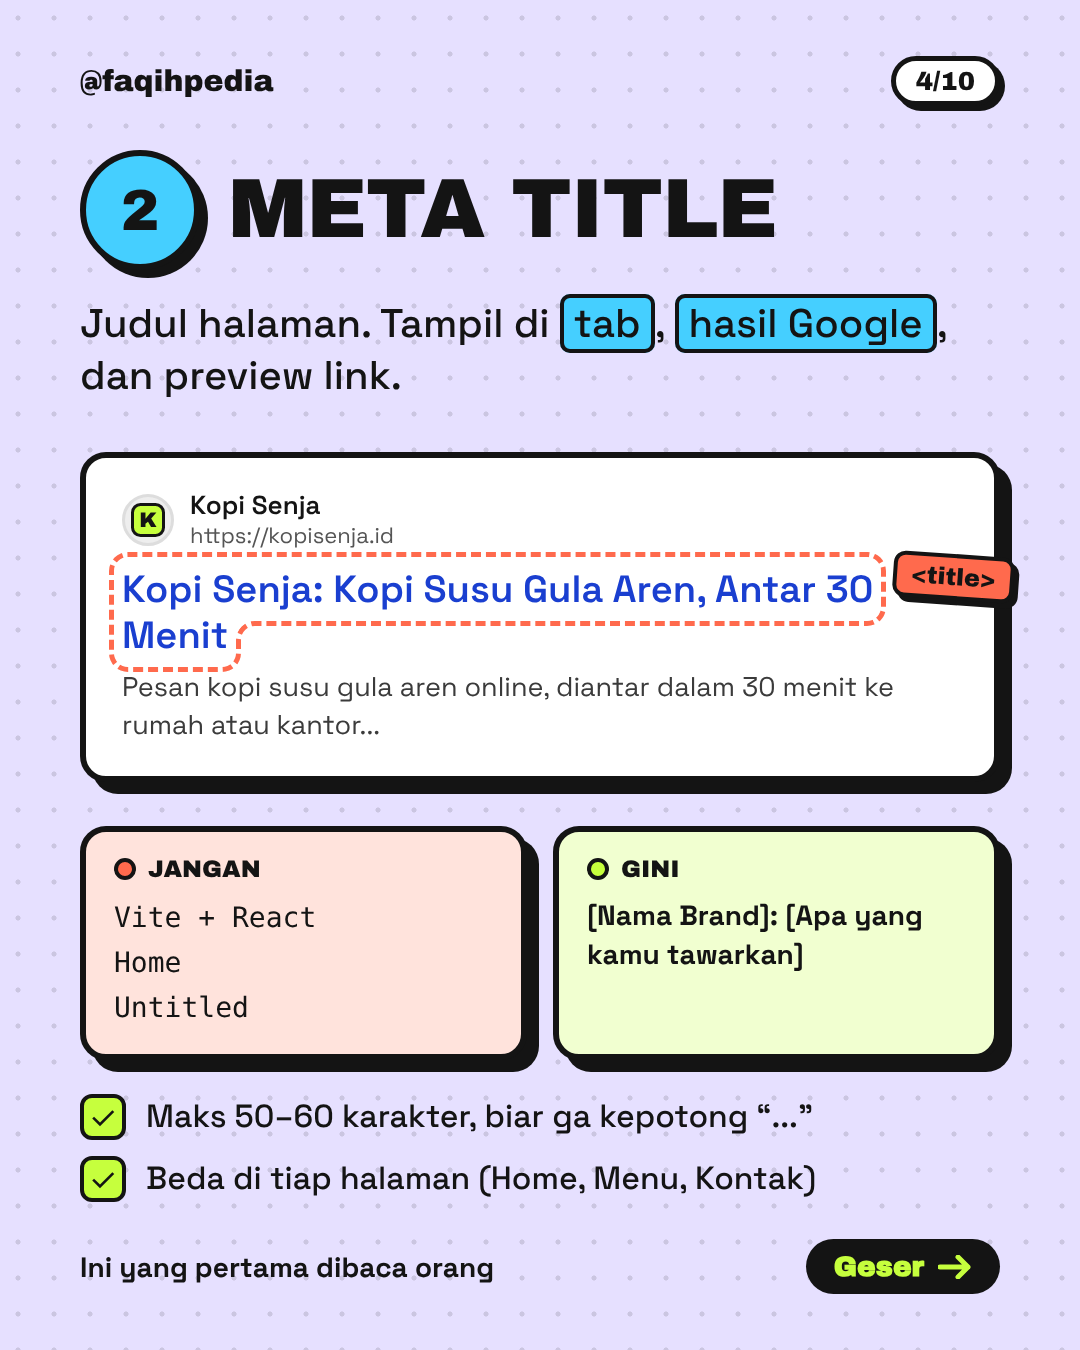 @faqihpedia
4/10
2
META TITLE
Judul halaman. Tampil di tab, hasil Google,
dan preview link.
K
Kopi Senja
https://kopisenja.id
Kopi Senja: Kopi Susu Gula Aren, Antar 30
Menit
<title>
Pesan kopi susu gula aren online, diantar dalam 30 menit ke
rumah atau kantor...
JANGAN
Vite + React
Home
Untitled
GINI
[Nama Brand]: [Apa yang
kamu tawarkan]
Maks 50–60 karakter, biar ga kepotong “...”
Beda di tiap halaman (Home, Menu, Kontak)
Ini yang pertama dibaca orang
Geser →